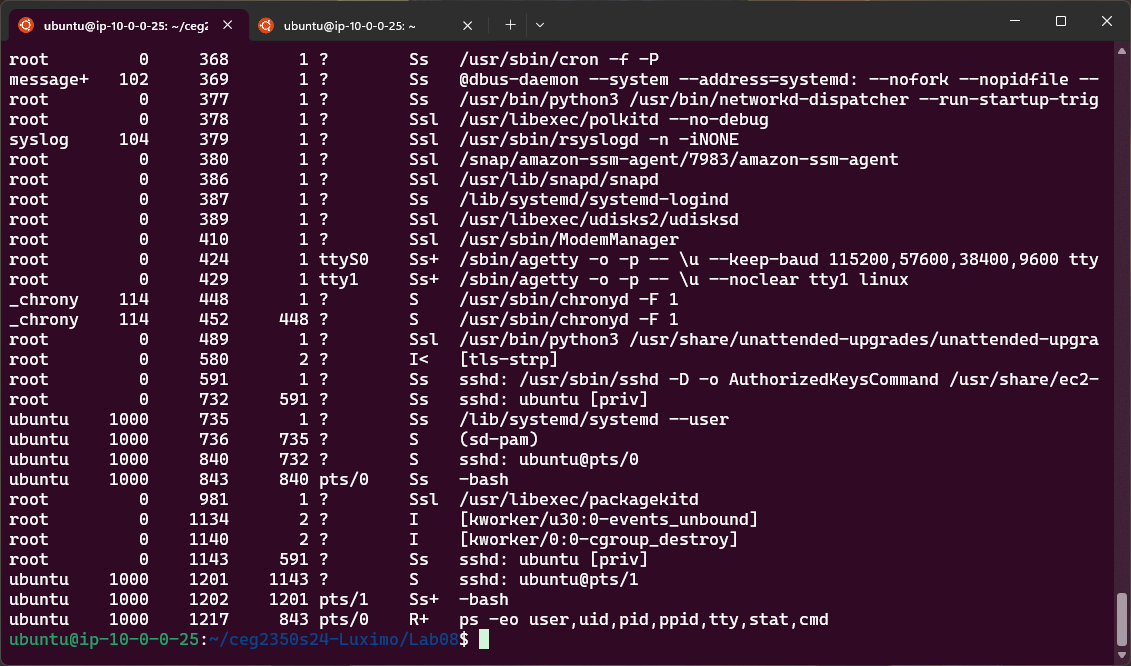 ubuntu@ip-10-0-0-25: ~/ceg2 ubuntu@ip-10-0-0-25: ~
root 0 368 1 ? Ss /usr/sbin/cron -f -P
message+ 102 369 1 ? Ss @dbus-daemon --system --address=systemd: --nofork --nopidfile --
root 0 377 1 ? Ss /usr/bin/python3 /usr/bin/networkd-dispatcher --run-startup-trig
root 0 378 1 ? Ssl /usr/libexec/polkitd --no-debug
syslog 104 379 1 ? Ssl /usr/sbin/rsyslogd -n -iNONE
root 0 380 1 ? Ssl /snap/amazon-ssm-agent/7983/amazon-ssm-agent
root 0 386 1 ? Ssl /usr/lib/snapd/snapd
root 0 387 1 ? Ss /lib/systemd/systemd-logind
root 0 389 1 ? Ssl /usr/libexec/udisks2/udisksd
root 0 410 1 ? Ssl /usr/sbin/ModemManager
root 0 424 1 ttyS0 Ss+ /sbin/agetty -o -p -- \u --keep-baud 115200,57600,38400,9600 tty
root 0 429 1 tty1 Ss+ /sbin/agetty -o -p -- \u --noclear tty1 linux
_chrony 114 448 1 ? S /usr/sbin/chronyd -F 1
_chrony 114 452 448 ? S /usr/sbin/chronyd -F 1
root 0 489 1 ? Ssl /usr/bin/python3 /usr/share/unattended-upgrades/unattended-upgra
root 0 580 2 ? I< [tls-strp]
root 0 591 1 ? Ss sshd: /usr/sbin/sshd -D -o AuthorizedKeysCommand /usr/share/ec2-
root 0 732 591 ? Ss sshd: ubuntu [priv]
ubuntu 1000 735 1 ? Ss /lib/systemd/systemd --user
ubuntu 1000 736 735 ? S (sd-pam)
ubuntu 1000 840 732 ? S sshd: ubuntu@pts/0
ubuntu 1000 843 840 pts/0 Ss -bash
root 0 981 1 ? Ssl /usr/libexec/packagekitd
root 0 1134 2 ? I [kworker/u30:0-events_unbound]
root 0 1140 2 ? I [kworker/0:0-cgroup_destroy]
root 0 1143 591 ? Ss sshd: ubuntu [priv]
ubuntu 1000 1201 1143 ? S sshd: ubuntu@pts/1
ubuntu 1000 1202 1201 pts/1 Ss+ -bash
ubuntu 1000 1217 843 pts/0 R+ ps -eo user,uid,pid,ppid,tty,stat,cmd
ubuntu@ip-10-0-0-25:~/ceg2350s24-Luximo/Lab08$